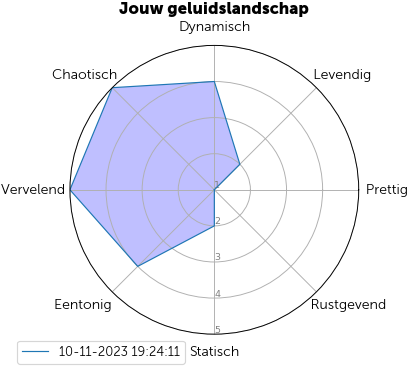 Jouw geluidslandschap
Dynamisch
Chaotisch
Levendig
Vervelend
Prettig
1
2
3
4
5
Eentonig
Rustgevend
Statisch
10-11-2023 19:24:11